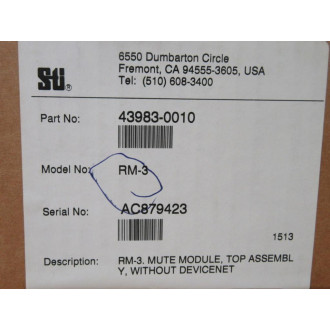 6550 Dumbarton Circle
Fremont, CA 94555-3605, USA
Tel: (510) 608-3400
Sti®
Part No: 43983-0010
Model No: RM-3
Serial No: AC879423
1513
Description: RM-3. MUTE MODULE, TOP ASSEMBL
Y, WITHOUT DEVICENET